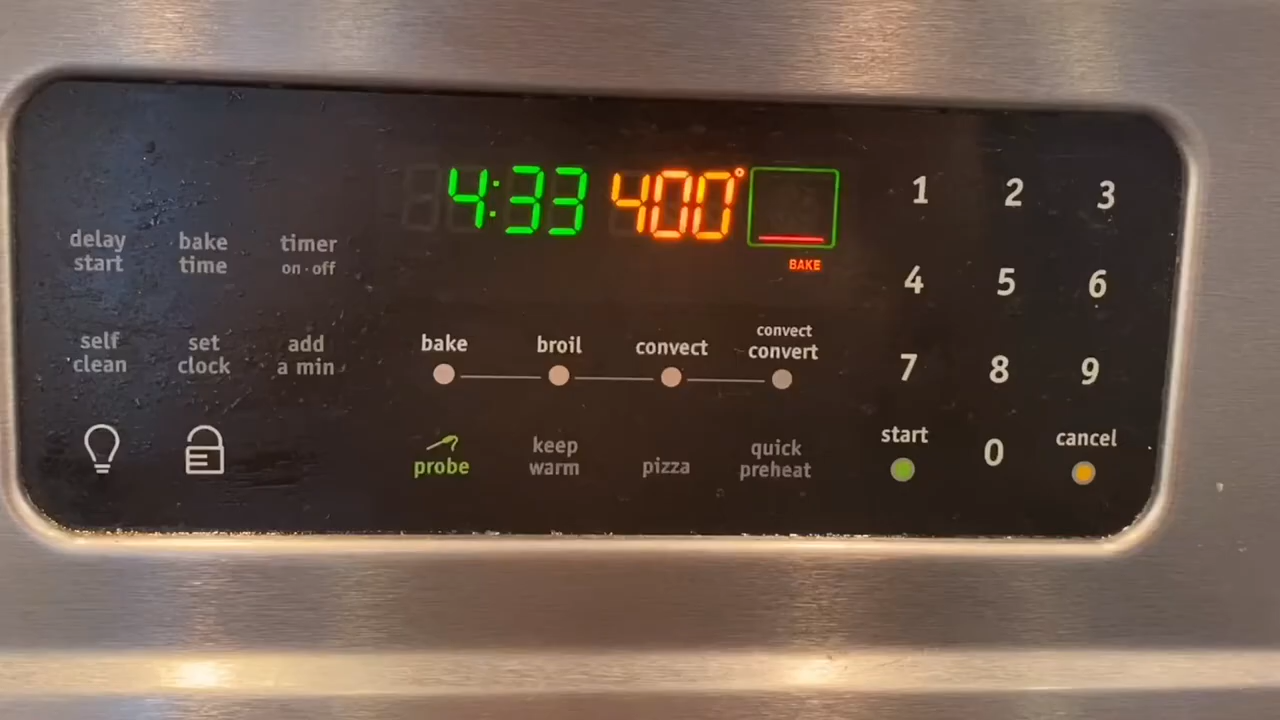 4:33 400°
BAKE
delay start
bake time
timer on·off
self clean
set clock
add a min
bake
broil
convect
convect convert
probe
keep warm
pizza
quick preheat
1 2 3
4 5 6
7 8 9
start
0
cancel